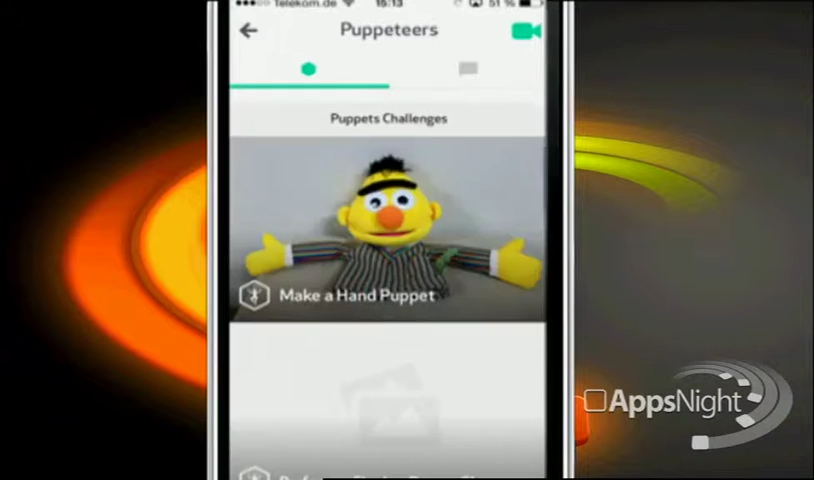 Telekom.de 15:13 51 %
Puppeteers
Puppets Challenges
Make a Hand Puppet
AppsNight